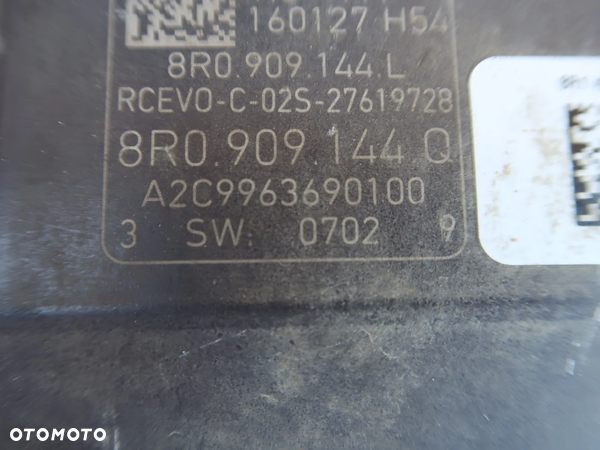 160127 H54
8R0.909.144.L
RCEVO-C-02S-27619728
8R0.909 144 Q
A2C9963690100
3 SW: 0702 9
OTOMOTO